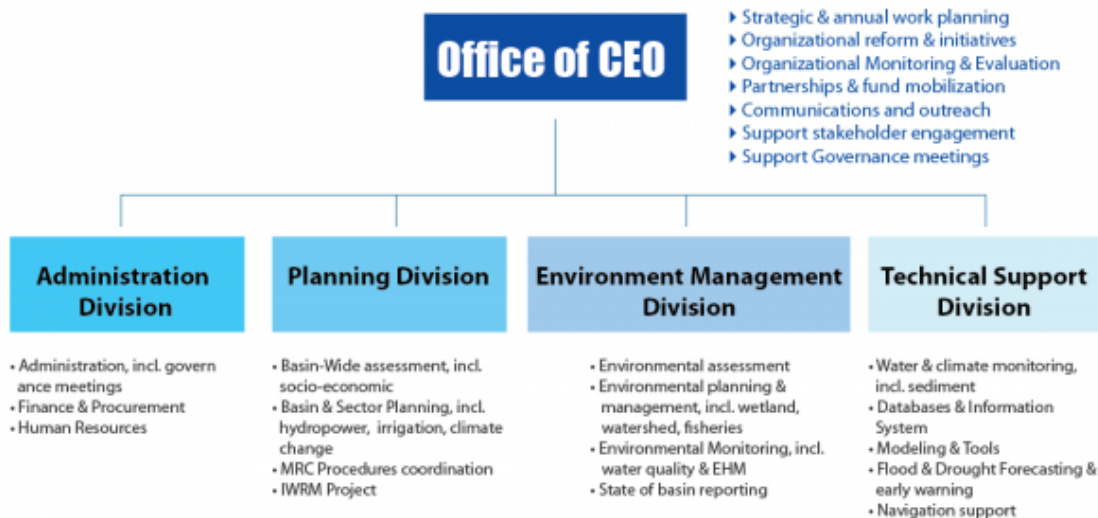 Office of CEO
Strategic & annual work planning
Organizational reform & initiatives
Organizational Monitoring & Evaluation
Partnerships & fund mobilization
Communications and outreach
Support stakeholder engagement
Support Governance meetings
Administration
Division
• Administration, incl. govern
ance meetings
• Finance & Procurement
• Human Resources
Planning Division
• Basin-Wide assessment, incl.
socio-economic
• Basin & Sector Planning, incl.
hydropower, irrigation, climate
change
• MRC Procedures coordination
• IWRM Project
Environment Management
Division
• Environmental assessment
• Environmental planning &
management, incl. wetland,
watershed, fisheries
• Environmental Monitoring, incl.
water quality & EHM
• State of basin reporting
Technical Support
Division
• Water & climate monitoring,
incl. sediment
• Databases & Information
System
• Modeling & Tools
• Flood & Drought Forecasting &
early warning
• Navigation support